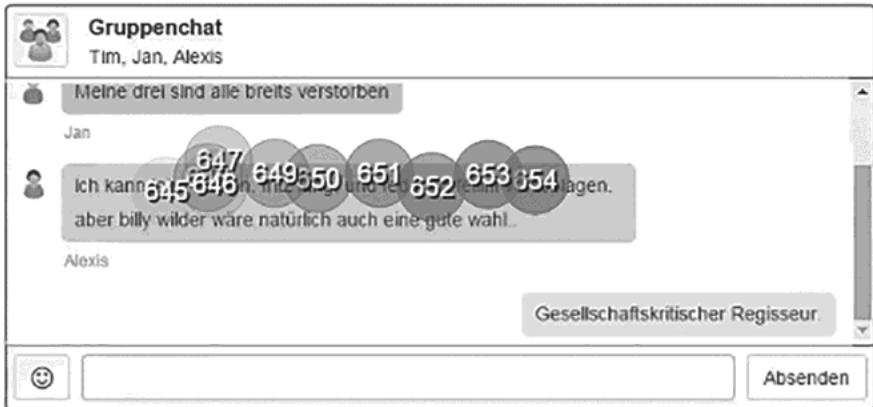 Gruppenchat
Tim, Jan, Alexis
Meine drei sind alle breits verstorben
Jan
647
649 651 653
645 646 650 652 654
Ich kann lagen.
aber billy wilder wäre natürlich auch eine gute wahl..
Alexis
Gesellschaftskritischer Regisseur.
Absenden